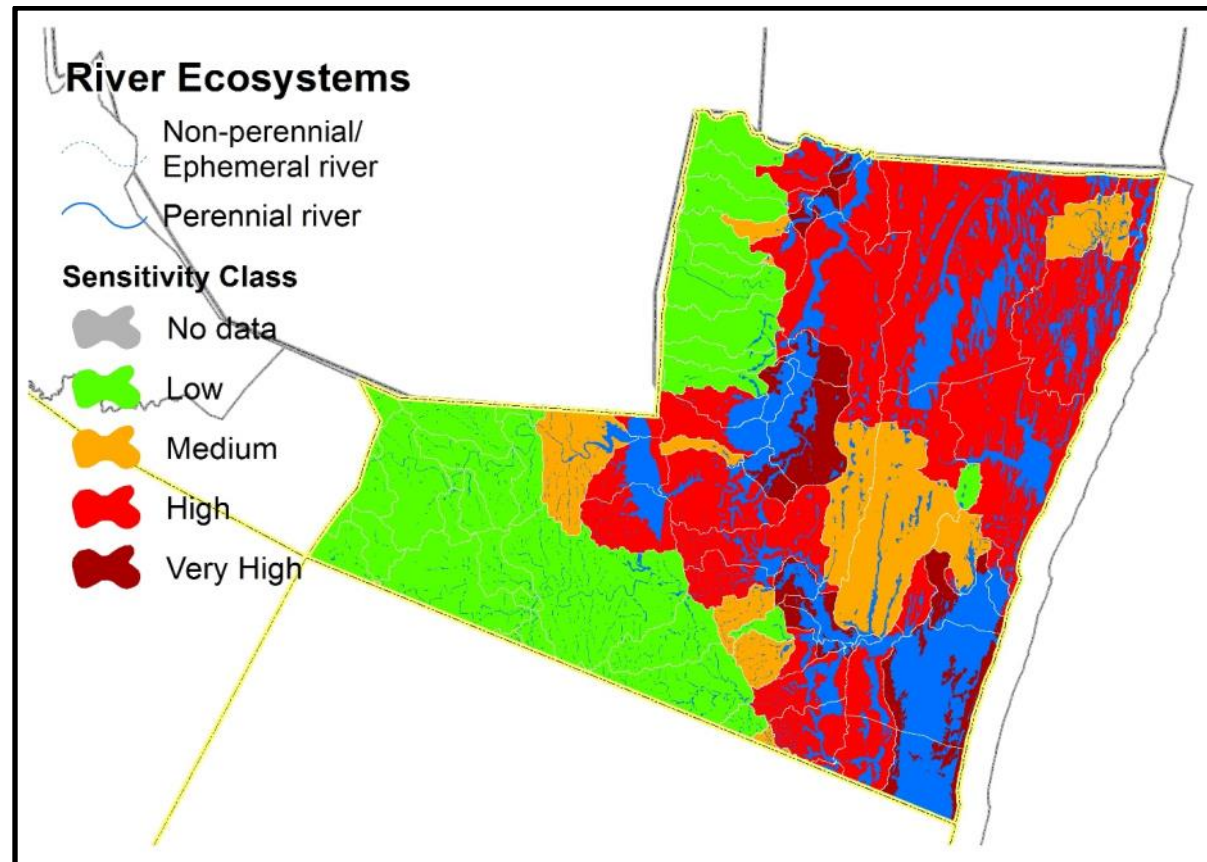 River Ecosystems
Non-perennial/
Ephemeral river
Perennial river
Sensitivity Class
No data
Low
Medium
High
Very High